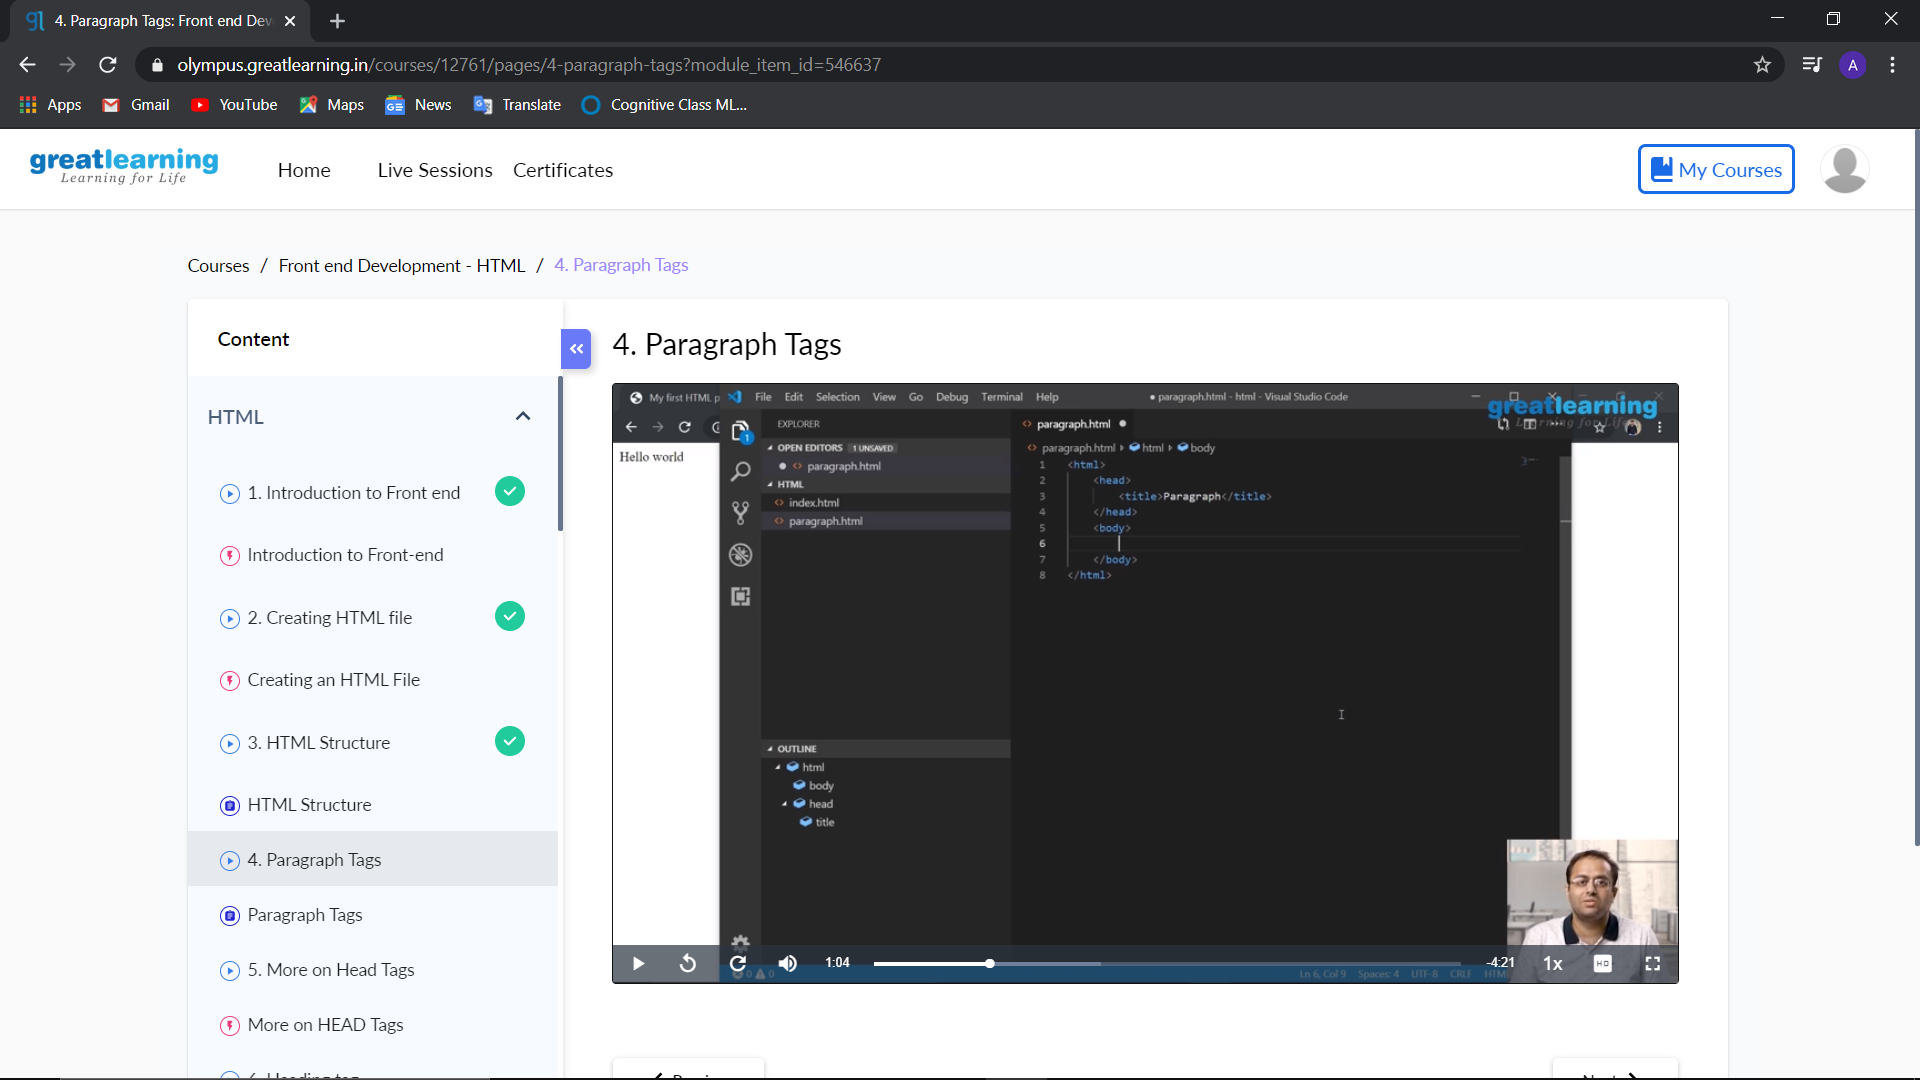 4. Paragraph Tags: Front end Dev
olympus.greatlearning.in/courses/12761/pages/4-paragraph-tags?module_item_id=546637
A
Apps Gmail YouTube Maps News Translate Cognitive Class ML...
greatlearning
Learning for Life
Home Live Sessions Certificates
My Courses
Courses / Front end Development - HTML / 4. Paragraph Tags
Content
HTML
1. Introduction to Front end
Introduction to Front-end
2. Creating HTML file
Creating an HTML File
3. HTML Structure
HTML Structure
4. Paragraph Tags
Paragraph Tags
5. More on Head Tags
More on HEAD Tags
4. Paragraph Tags
My first HTML p
File Edit Selection View Go Debug Terminal Help
● paragraph.html - html - Visual Studio Code
greatlearning
Learning for Life
Hello world
EXPLORER
OPEN EDITORS 1 UNSAVED
paragraph.html
HTML
index.html
paragraph.html
1
OUTLINE
html
body
head
title
paragraph.html
paragraph.html html body
1 <html>
2 <head>
3 <title>Paragraph</title>
4 </head>
5 <body>
6
7 </body>
8 </html>
1:04
-4:21
1x
HD
0 0
Ln 6, Col 9 Spaces: 4 UTF-8 CRLF HTML